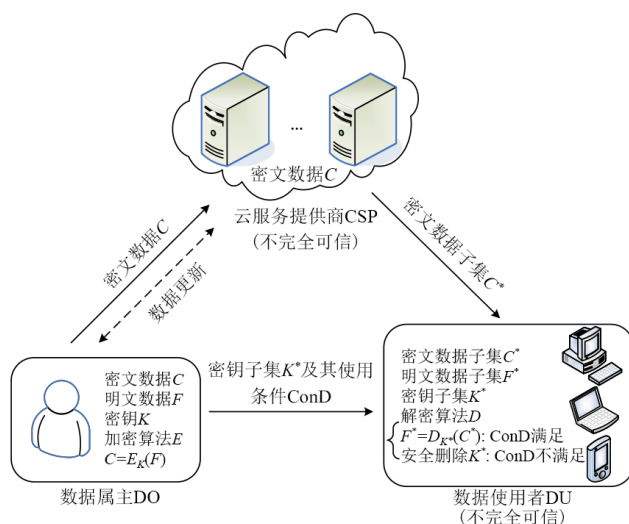 ...
密文数据C
云服务提供商CSP
(不完全可信)
密文数据C
数据更新
密文数据子集C*
密文数据C
明文数据F
密钥K
加密算法E
C=E_K(F)
数据属主DO
密钥子集K*及其使用
条件ConD
密文数据子集C*
明文数据子集F*
密钥子集K*
解密算法D
F*=D_K*(C*): ConD满足
安全删除K*: ConD不满足
数据使用者DU
(不完全可信)